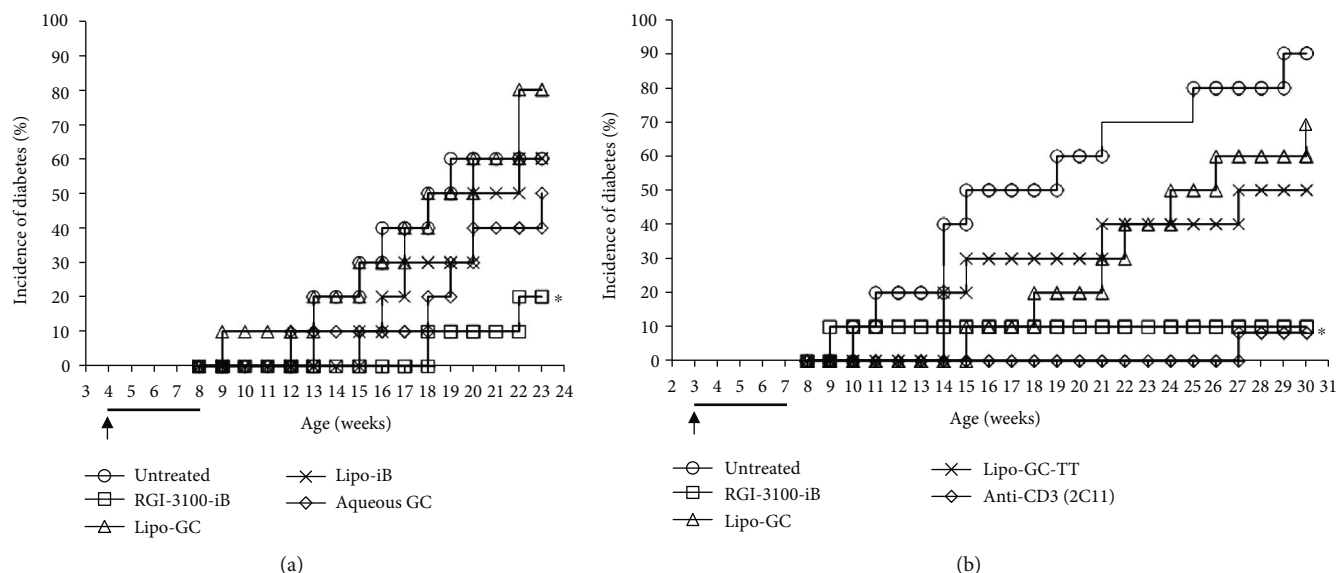 100
90
80
70
60
50
40
30
20
10
0
Incidence of diabetes (%)
*
3 4 5 6 7 8 9 10 11 12 13 14 15 16 17 18 19 20 21 22 23 24
Age (weeks)
Untreated
RGI-3100-iB
Lipo-GC
Lipo-iB
Aqueous GC
(a)
100
90
80
70
60
50
40
30
20
10
0
Incidence of diabetes (%)
*
2 3 4 5 6 7 8 9 10 11 12 13 14 15 16 17 18 19 20 21 22 23 24 25 26 27 28 29 30 31
Age (weeks)
Untreated
RGI-3100-iB
Lipo-GC
Lipo-GC-TT
Anti-CD3 (2C11)
(b)